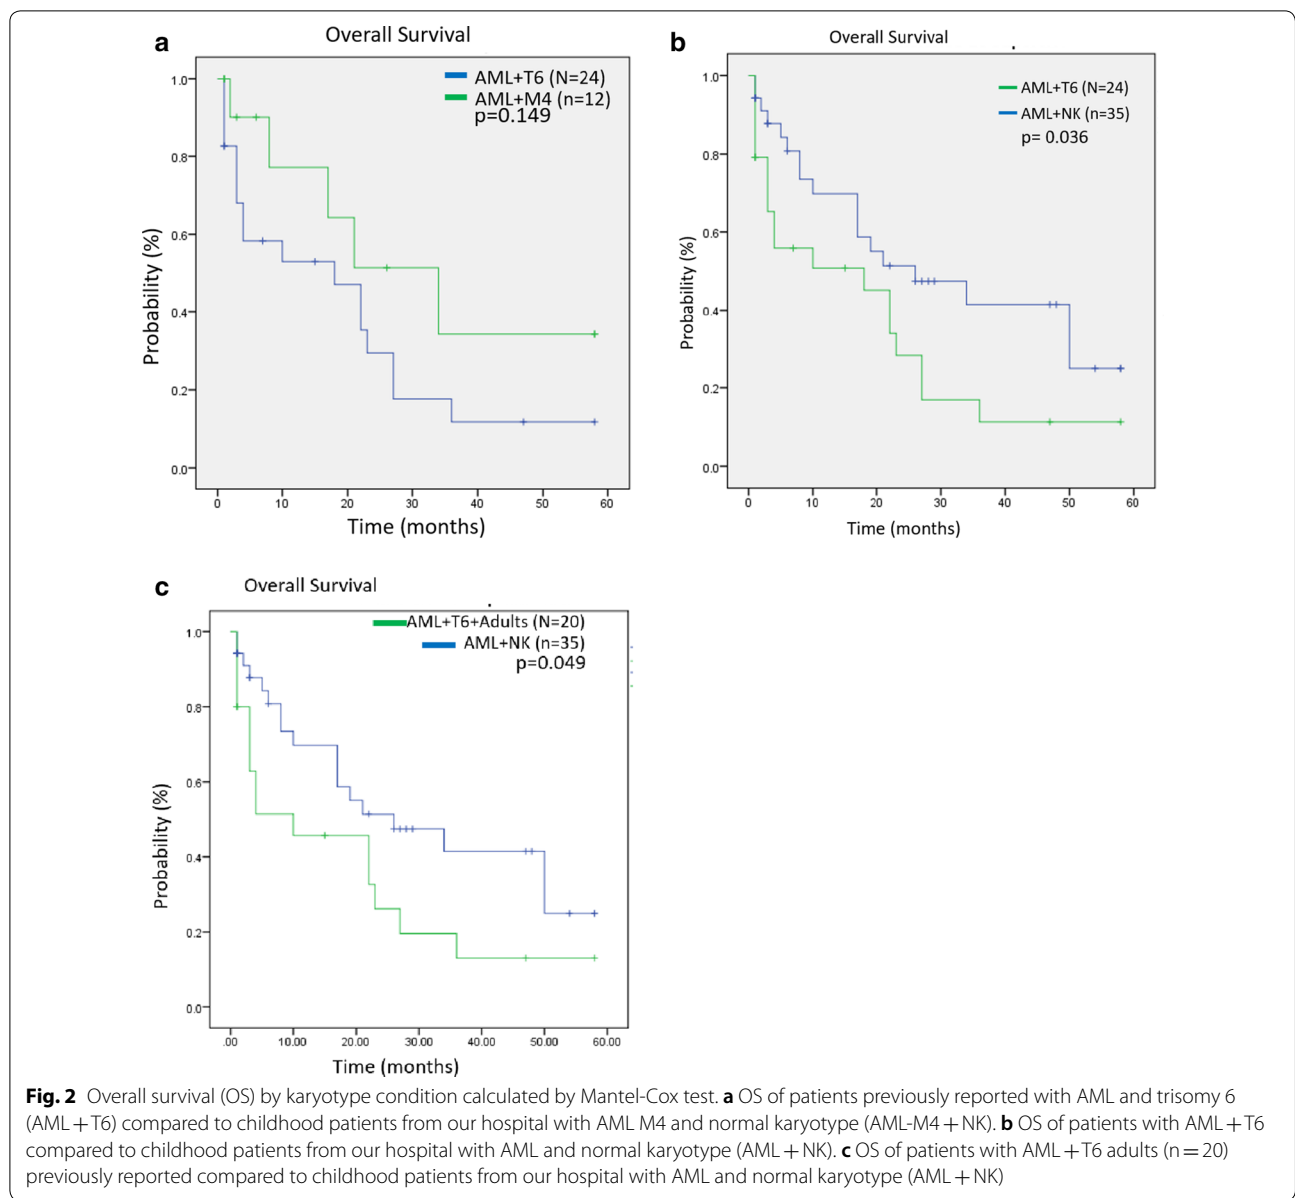 a
Overall Survival
AML+T6 (N=24)
AML+M4 (n=12)
p=0.149
1.0
0.8
0.6
0.4
0.2
0.0
Probability (%)
0 10 20 30 40 50 60
Time (months)
b
Overall Survival
AML+T6 (N=24)
AML+NK (n=35)
p= 0.036
1.0
0.8
0.6
0.4
0.2
0.0
Probability (%)
0 10 20 30 40 50 60
Time (months)
c
Overall Survival
AML+T6+Adults (N=20)
AML+NK (n=35)
p=0.049
1.0
0.8
0.6
0.4
0.2
0.0
Probability (%)
.00 10.00 20.00 30.00 40.00 50.00 60.00
Time (months)
Fig. 2 Overall survival (OS) by karyotype condition calculated by Mantel-Cox test. a OS of patients previously reported with AML and trisomy 6
(AML + T6) compared to childhood patients from our hospital with AML M4 and normal karyotype (AML-M4 + NK). b OS of patients with AML + T6
compared to childhood patients from our hospital with AML and normal karyotype (AML + NK). c OS of patients with AML + T6 adults (n = 20)
previously reported compared to childhood patients from our hospital with AML and normal karyotype (AML + NK)